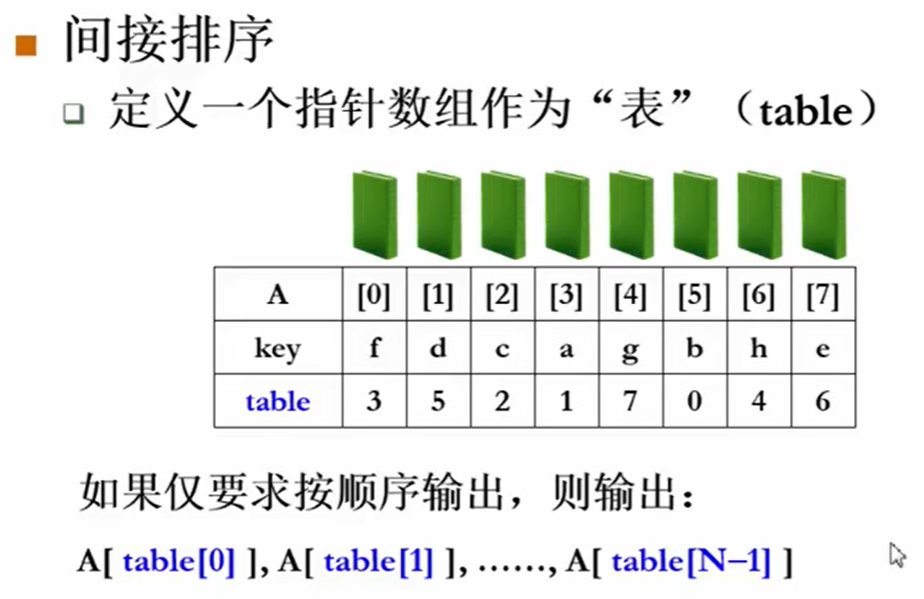 间接排序
定义一个指针数组作为“表”（table）
A [0] [1] [2] [3] [4] [5] [6] [7]
key f d c a g b h e
table 3 5 2 1 7 0 4 6
如果仅要求按顺序输出，则输出：
A[ table[0] ], A[ table[1] ], ……, A[ table[N–1] ]